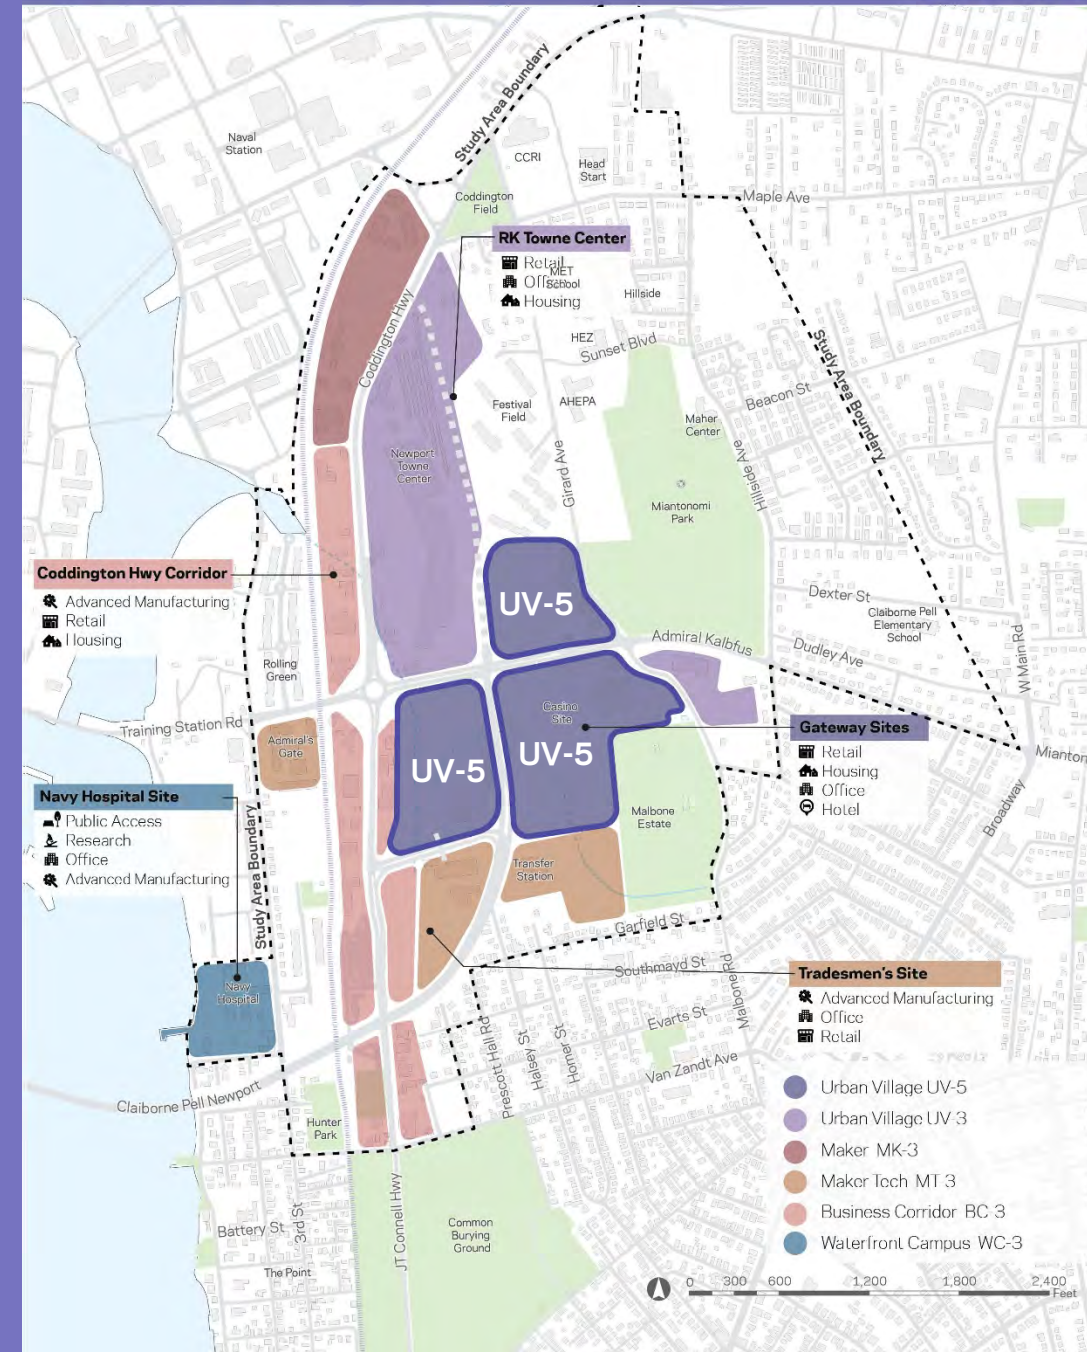 Study Area Boundary
Naval
Station
CCRI
Head
Start
Coddington
Field
Maple Ave
RK Towne Center
Retail
Office
Housing
MET
School
Hillside
Coddington Hwy
HEZ
Sunset Blvd
Study Area Boundary
Beacon St
Festival
Field
AHEPA
Maher
Center
Newport
Towne
Center
Girard Ave
Hillside Ave
Miantonomi
Park
Coddington Hwy Corridor
Advanced Manufacturing
Retail
Housing
UV-5
Dexter St
Claiborne Pell
Elementary
School
Admiral Kalbfus
Dudley Ave
W Main Rd
Rolling
Green
Training Station Rd
Casino
Site
Admiral's
Gate
UV-5
UV-5
Gateway Sites
Retail
Housing
Office
Hotel
Mianton
Broadway
Navy Hospital Site
Public Access
Research
Office
Advanced Manufacturing
Malbone
Estate
Study Area Boundary
Transfer
Station
Garfield St
Southmayd St
Malbone Rd
Tradesmen's Site
Advanced Manufacturing
Office
Retail
Navy
Hospital
Evarts St
Prescott Hall Rd
Halsey St
Homer St
Van Zandt Ave
Claiborne Pell Newport
Hunter
Park
Urban Village UV-5
Urban Village UV-3
Maker MK-3
Maker Tech MT-3
Business Corridor BC-3
Waterfront Campus WC-3
Battery St
3rd St
JT Connell Hwy
Common
Burying
Ground
The Point
0 300 600 1,200 1,800 2,400
Feet